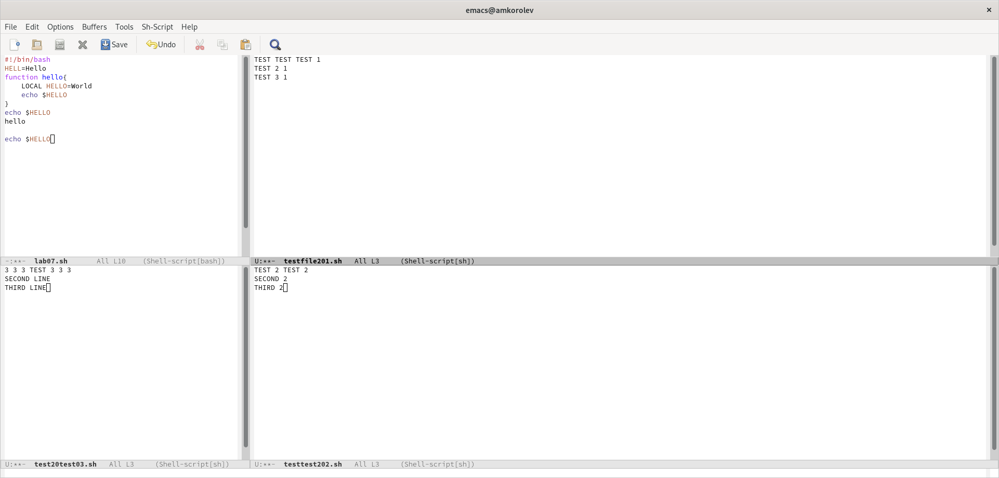 emacs@amkorolev ×
File Edit Options Buffers Tools Sh-Script Help
Save Undo
#!/bin/bash
HELL=Hello
function hello{
    LOCAL HELLO=World
    echo $HELLO
}
echo $HELLO
hello

echo $HELLO
-:**-  lab07.sh       All L10    (Shell-script[bash])
TEST TEST TEST 1
TEST 2 1
TEST 3 1
U:**-  testfile201.sh   All L3     (Shell-script[sh])
3 3 3 TEST 3 3 3
SECOND LINE
THIRD LINE
U:**-  test20test03.sh   All L3     (Shell-script[sh])
TEST 2 TEST 2
SECOND 2
THIRD 2
U:**-  testtest202.sh   All L3     (Shell-script[sh])